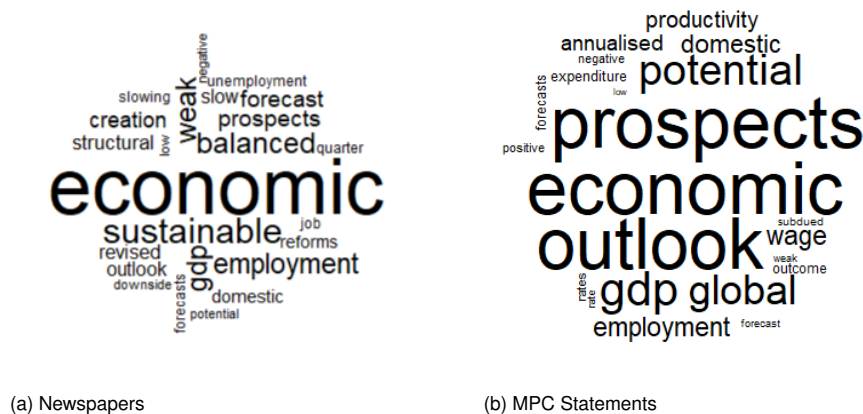 negative
unemployment
slowing weak slow forecast
creation prospects
structural low balanced quarter
economic
sustainable job
revised gdp reforms
outlook employment
downside forecasts domestic
potential
productivity
annualised domestic
negative potential
forecasts expenditure
low
prospects
positive
economic
outlook subdued
wage
weak
outcome
rates rate gdp global
employment forecast
(a) Newspapers
(b) MPC Statements